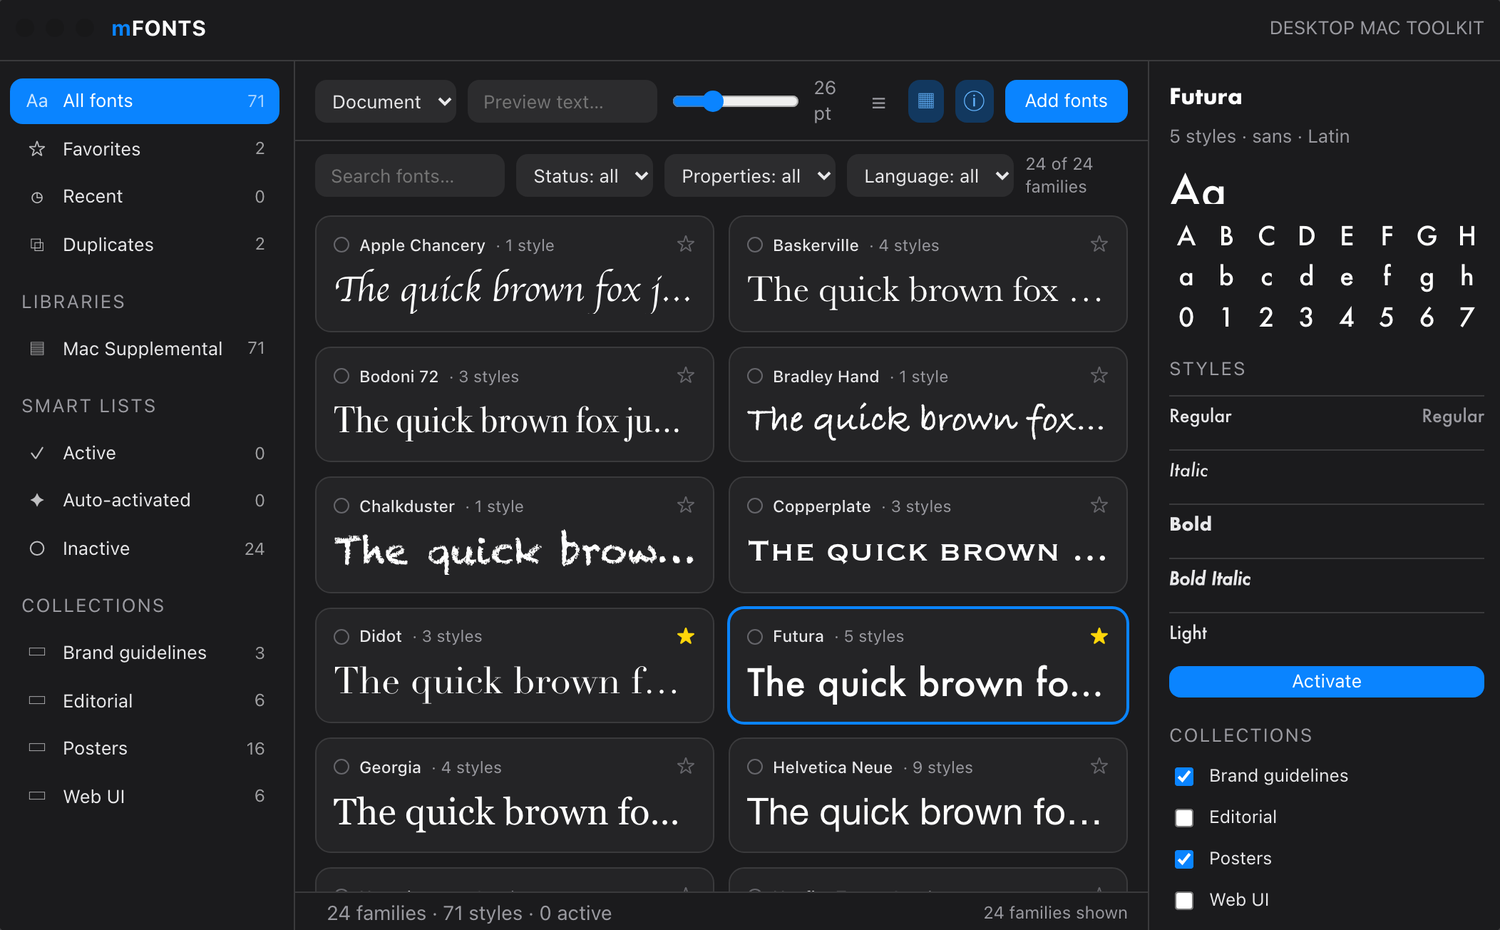 mFONTS
DESKTOP MAC TOOLKIT
Aa All fonts 71
Favorites 2
Recent 0
Duplicates 2
LIBRARIES
Mac Supplemental 71
SMART LISTS
Active 0
Auto-activated 0
Inactive 24
COLLECTIONS
Brand guidelines 3
Editorial 6
Posters 16
Web UI 6
Document
Preview text...
26 pt
Add fonts
Search fonts...
Status: all
Properties: all
Language: all
24 of 24
families
Apple Chancery · 1 style
The quick brown fox j...
Baskerville · 4 styles
The quick brown fox ...
Bodoni 72 · 3 styles
The quick brown fox ju...
Bradley Hand · 1 style
The quick brown fox...
Chalkduster · 1 style
The quick brow...
Copperplate · 3 styles
THE QUICK BROWN ...
Didot · 3 styles
The quick brown f...
Futura · 5 styles
The quick brown fo...
Georgia · 4 styles
The quick brown fo...
Helvetica Neue · 9 styles
The quick brown fo...
24 families · 71 styles · 0 active
24 families shown
Futura
5 styles · sans · Latin
Aa
A B C D E F G H
a b c d e f g h
0 1 2 3 4 5 6 7
STYLES
Regular Regular
Italic
Bold
Bold Italic
Light
Activate
COLLECTIONS
Brand guidelines
Editorial
Posters
Web UI